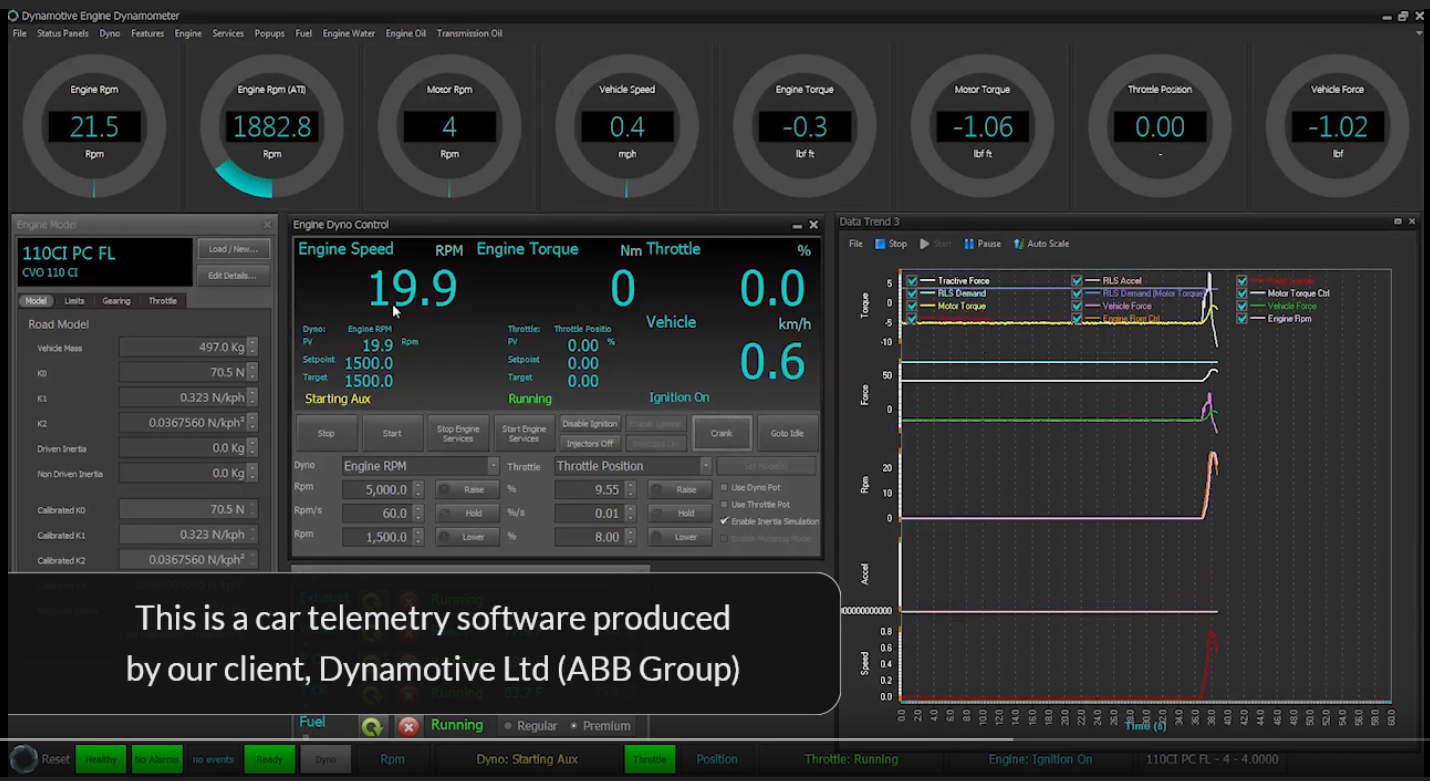 Dynamotive Engine Dynamometer
File Status Panels Dyno Features Engine Services Popups Fuel Engine Water Engine Oil Transmission Oil
Engine Rpm
21.5
Rpm
Engine Rpm (ATI)
1882.8
Rpm
Motor Rpm
4
Rpm
Vehicle Speed
0.4
mph
Engine Torque
-0.3
lbf ft
Motor Torque
-1.06
lbf ft
Throttle Position
0.00
-
Vehicle Force
-1.02
lbf
Engine Model
110CI PC FL
CVO 110 CI
Load / New...
Edit Details...
Model Limits Gearing Throttle
Road Model
Vehicle Mass 497.0 Kg
K0 70.5 N
K1 0.323 N/kph
K2 0.0367560 N/kph²
Driven Inertia 0.0 Kg
Non Driven Inertia 0.0 Kg
Calibrated K0 70.5 N
Calibrated K1 0.323 N/kph
Calibrated K2 0.0367560 N/kph²
Engine Dyno Control
Engine Speed RPM Engine Torque Nm Throttle %
19.9 0 0.0
Vehicle km/h
0.6
Dyno: Engine RPM
PV 19.9 Rpm
Setpoint 1500.0
Target 1500.0
Starting Aux
Throttle: Throttle Positio
PV 0.00 %
Setpoint 0.00
Target 0.00
Running
Ignition On
Stop
Start
Stop Engine
Services
Start Engine
Services
Disable Ignition
Enable Ignition
Injectors Off
Injectors On
Crank
Goto Idle
Dyno Engine RPM Throttle Throttle Position Set Mode(s)
Rpm 5,000.0 Raise % 9.55 Raise
Rpm/s 60.0 Hold %/s 0.01 Hold
Rpm 1,500.0 Lower % 8.00 Lower
Use Dyno Pot
Use Throttle Pot
Enable Inertia Simulation
Enable Motoring Mode
Data Trend 3
File Stop Start Pause Auto Scale
Tractive Force RLS Accel
RLS Demand RLS Demand (Motor Torque) Motor Torque Ctrl
Motor Torque Vehicle Force Vehicle Force
Engine Rpm Ctrl Engine Rpm
Torque
5
0
-5
-10
Force
50
0
Rpm
20
10
0
Accel
00000000000
Speed
0.8
0.6
0.4
0.2
0.0
0.0 2.0 4.0 6.0 8.0 10.0 12.0 14.0 16.0 18.0 20.0 22.0 24.0 26.0 28.0 30.0 32.0 34.0 36.0 38.0 40.0 42.0 44.0 46.0 48.0 50.0 52.0 54.0 56.0 58.0 60.0
Time (s)
Exhaust Running
This is a car telemetry software produced
by our client, Dynamotive Ltd (ABB Group)
Running 83.7 F
Fuel Running Regular Premium
Reset Healthy No Alarms no events Ready Dyno Rpm Dyno: Starting Aux Throttle Position Throttle: Running Engine: Ignition On 110CI PC FL - 4 - 4.0000